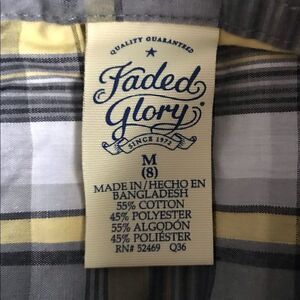 QUALITY GUARANTEED
Faded
Glory
SINCE 1972
M
(8)
MADE IN/HECHO EN
BANGLADESH
55% COTTON
45% POLYESTER
55% ALGODÓN
45% POLIÉSTER
RN# 52469 Q36